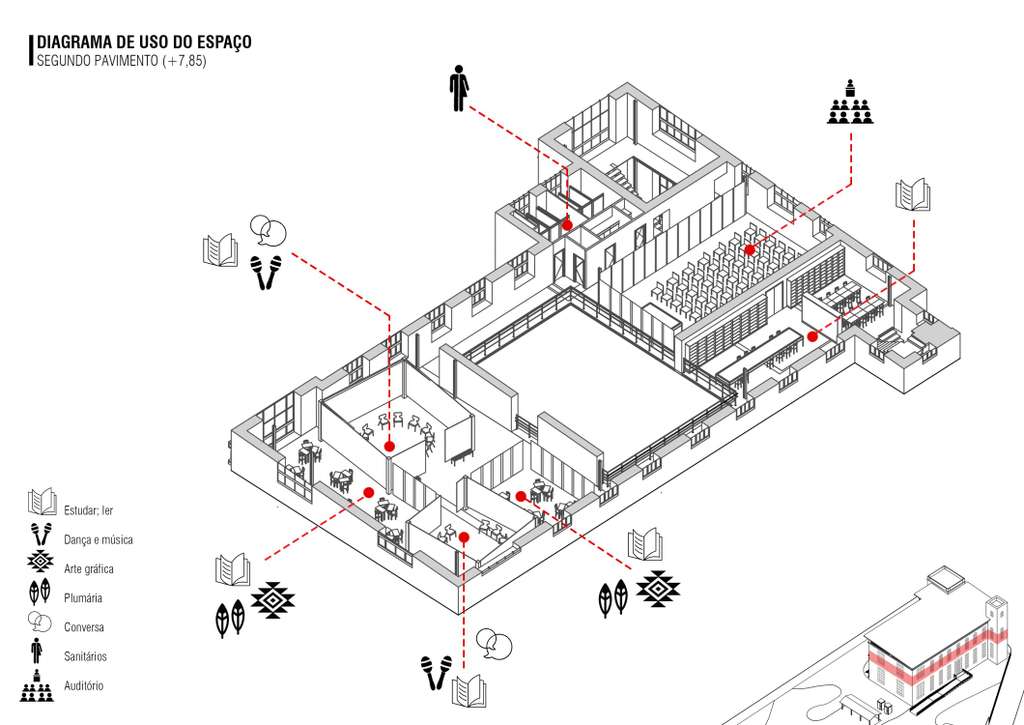 DIAGRAMA DE USO DO ESPAÇO
SEGUNDO PAVIMENTO (+7,85)
Estudar; ler
Dança e música
Arte gráfica
Plumária
Conversa
Sanitários
Auditório